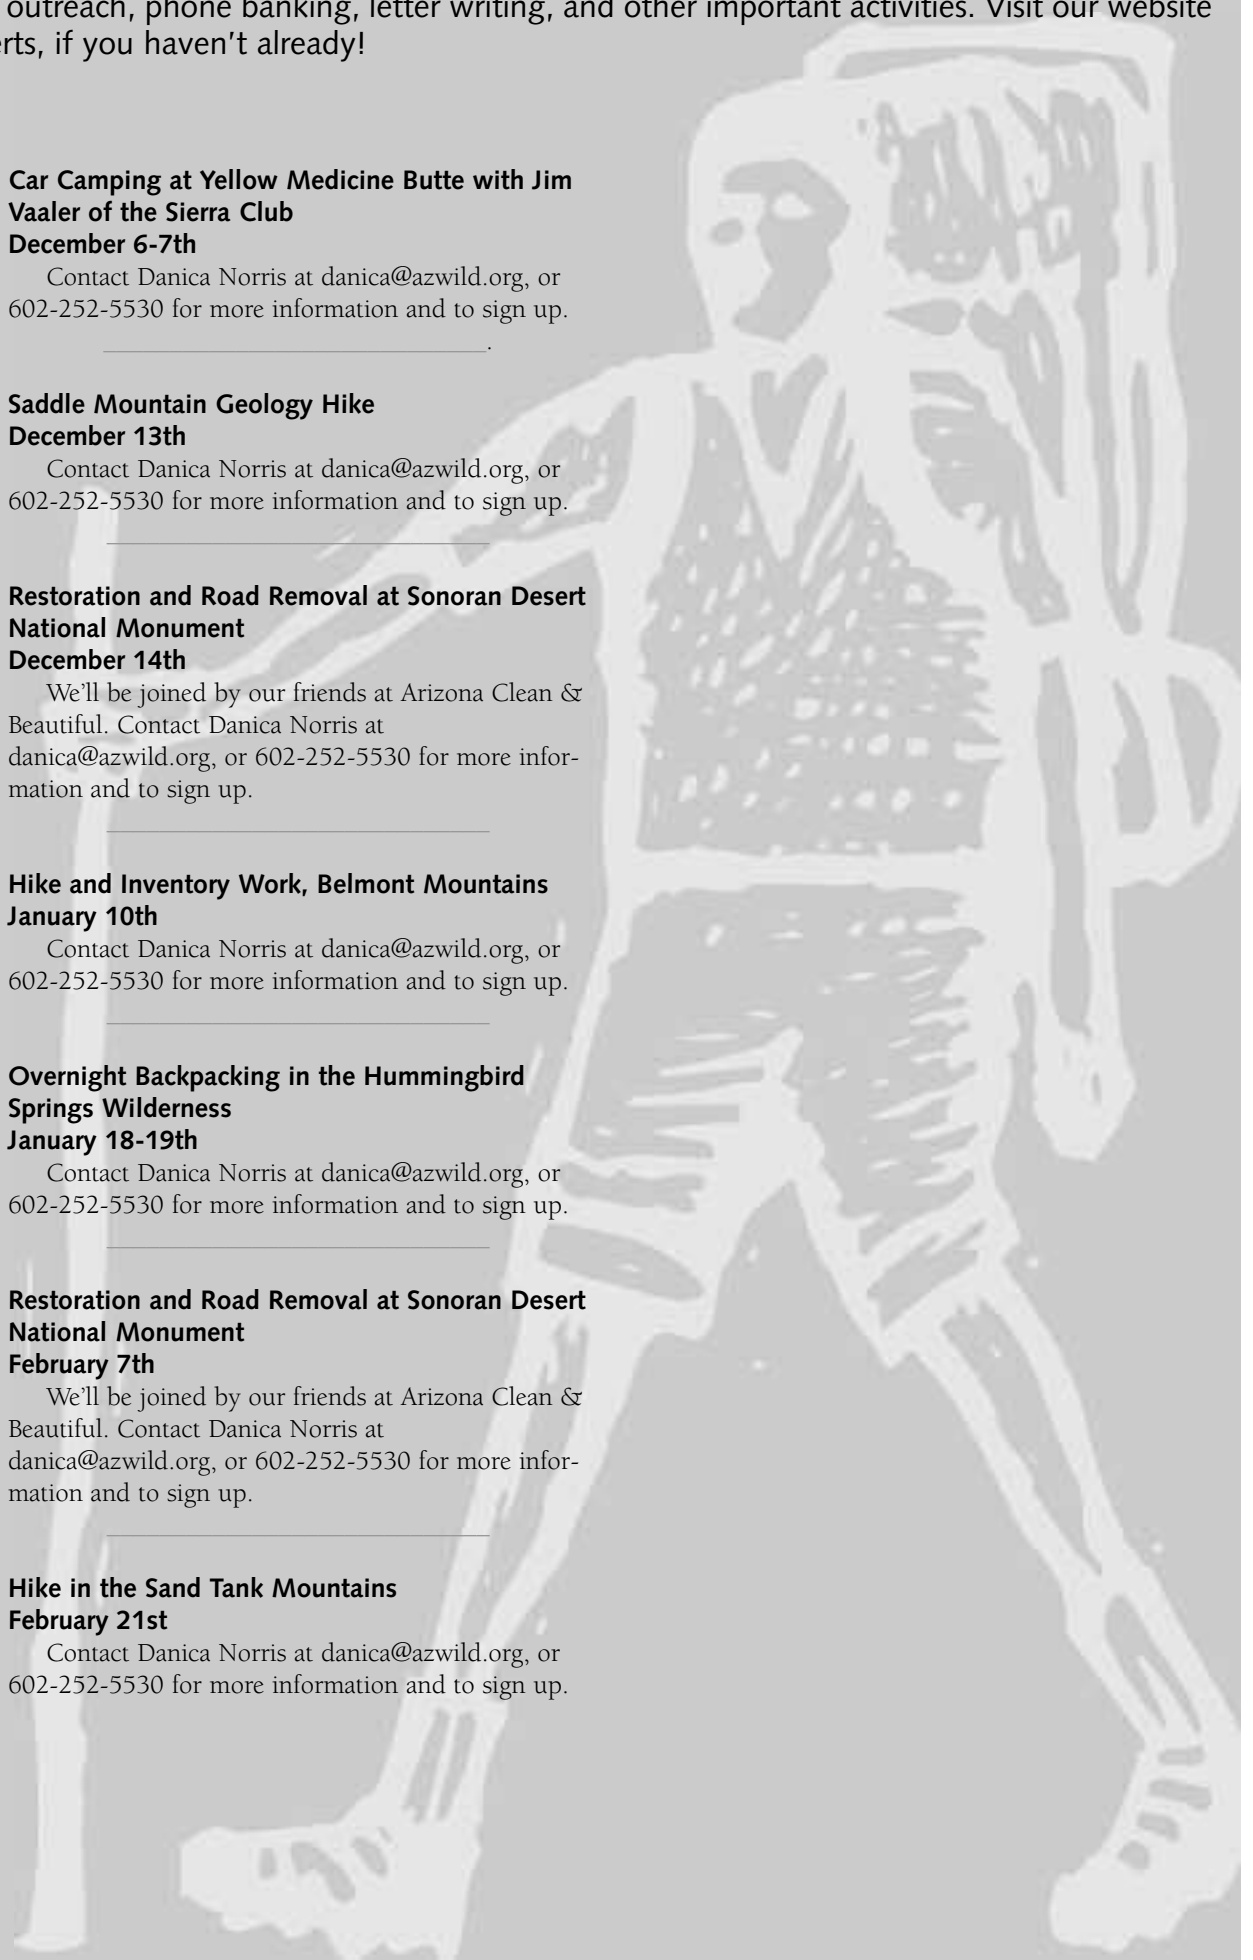 outreach, phone banking, letter writing, and other important activities. Visit our website
erts, if you haven't already!
Car Camping at Yellow Medicine Butte with Jim
Vaaler of the Sierra Club
December 6-7th
Contact Danica Norris at danica@azwild.org, or
602-252-5530 for more information and to sign up.
.
Saddle Mountain Geology Hike
December 13th
Contact Danica Norris at danica@azwild.org, or
602-252-5530 for more information and to sign up.
Restoration and Road Removal at Sonoran Desert
National Monument
December 14th
We'll be joined by our friends at Arizona Clean &
Beautiful. Contact Danica Norris at
danica@azwild.org, or 602-252-5530 for more infor-
mation and to sign up.
Hike and Inventory Work, Belmont Mountains
January 10th
Contact Danica Norris at danica@azwild.org, or
602-252-5530 for more information and to sign up.
Overnight Backpacking in the Hummingbird
Springs Wilderness
January 18-19th
Contact Danica Norris at danica@azwild.org, or
602-252-5530 for more information and to sign up.
Restoration and Road Removal at Sonoran Desert
National Monument
February 7th
We'll be joined by our friends at Arizona Clean &
Beautiful. Contact Danica Norris at
danica@azwild.org, or 602-252-5530 for more infor-
mation and to sign up.
Hike in the Sand Tank Mountains
February 21st
Contact Danica Norris at danica@azwild.org, or
602-252-5530 for more information and to sign up.